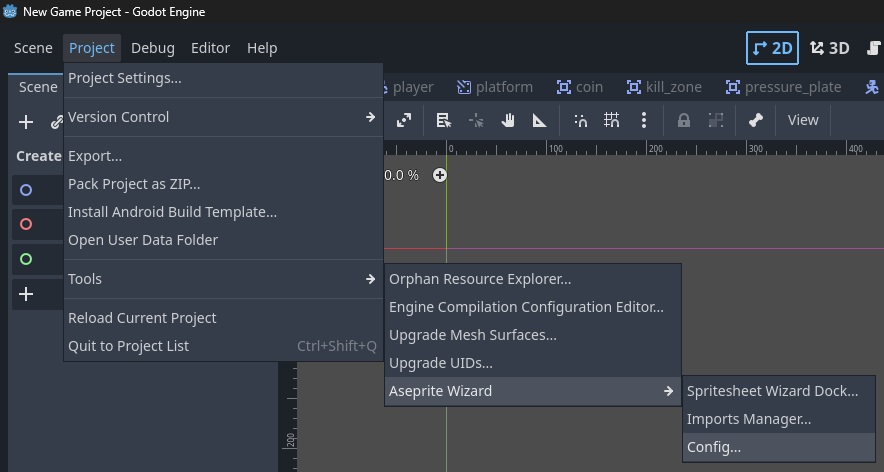 New Game Project - Godot Engine
Scene Project Debug Editor Help 2D 3D
Scene player platform coin kill_zone pressure_plate
View
Create
0 100 200 300 400
0.0 %
Project Settings...
Version Control
Export...
Pack Project as ZIP...
Install Android Build Template...
Open User Data Folder
Tools
Reload Current Project
Quit to Project List Ctrl+Shift+Q
Orphan Resource Explorer...
Engine Compilation Configuration Editor...
Upgrade Mesh Surfaces...
Upgrade UIDs...
Aseprite Wizard
Spritesheet Wizard Dock...
Imports Manager...
Config...
200